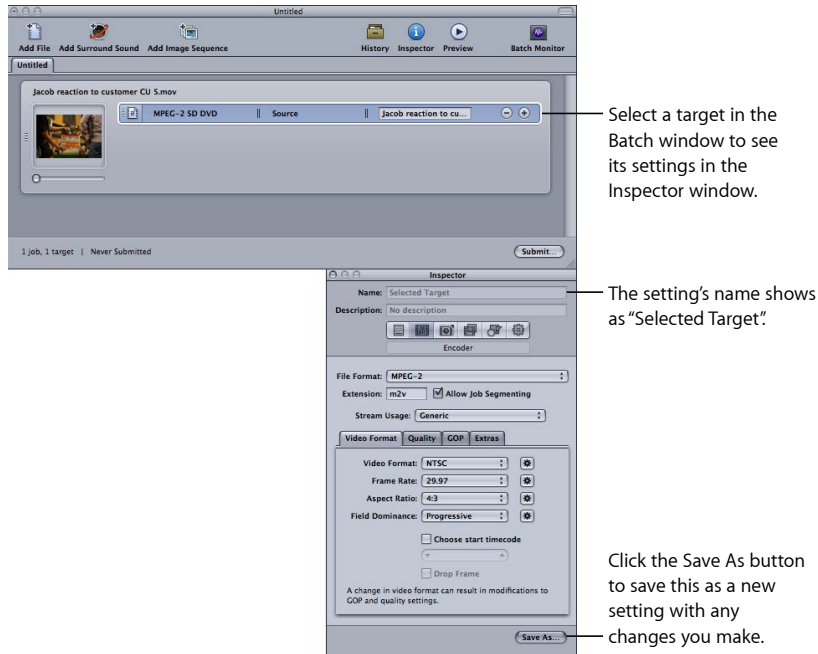 Untitled
Add File Add Surround Sound Add Image Sequence History Inspector Preview Batch Monitor
Untitled
Jacob reaction to customer CU 5.mov
MPEG-2 SD DVD Source Jacob reaction to cu...
1 job, 1 target | Never Submitted Submit...
Select a target in the
Batch window to see
its settings in the
Inspector window.
Inspector
Name: Selected Target
Description: No description
Encoder
The setting’s name shows
as “Selected Target”.
File Format: MPEG-2
Extension: m2v Allow Job Segmenting
Stream Usage: Generic
Video Format Quality GOP Extras
Video Format: NTSC
Frame Rate: 29.97
Aspect Ratio: 4:3
Field Dominance: Progressive
Choose start timecode
Drop Frame
A change in video format can result in modifications to
GOP and quality settings.
Save As...
Click the Save As button
to save this as a new
setting with any
changes you make.